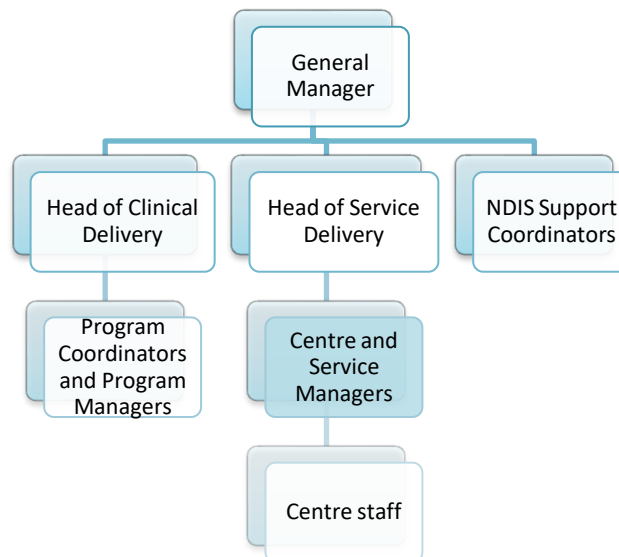 General
Manager
Head of Clinical
Delivery
Head of Service
Delivery
NDIS Support
Coordinators
Program
Coordinators
and Program
Managers
Centre and
Service
Managers
Centre staff